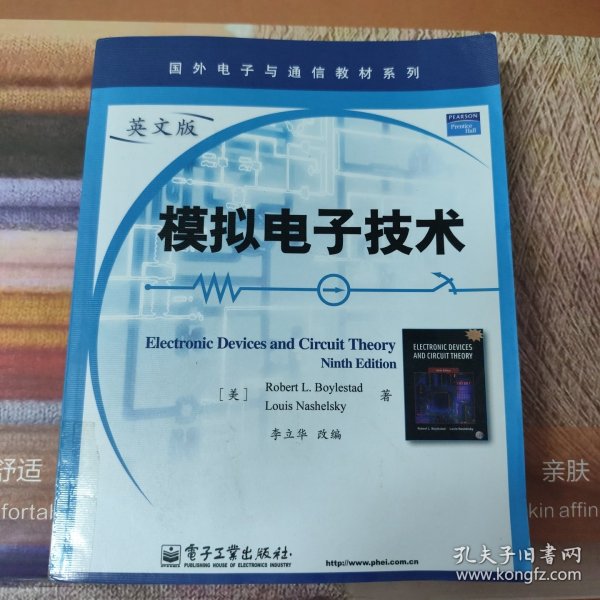 国外电子与通信教材系列
英文版
PEARSON
Prentice
Hall
模拟电子技术
Electronic Devices and Circuit Theory
Ninth Edition
[美] Robert L. Boylestad
Louis Nashelsky 著
李立华 改编
ELECTRONIC DEVICES
AND CIRCUIT THEORY
Robert L. Boylestad Louis Nashelsky
舒适
亲肤
kin affin
電子工業出版社
PUBLISHING HOUSE OF ELECTRONICS INDUSTRY
http://www.phei.com.cn
孔夫子旧书网
www.kongfz.com